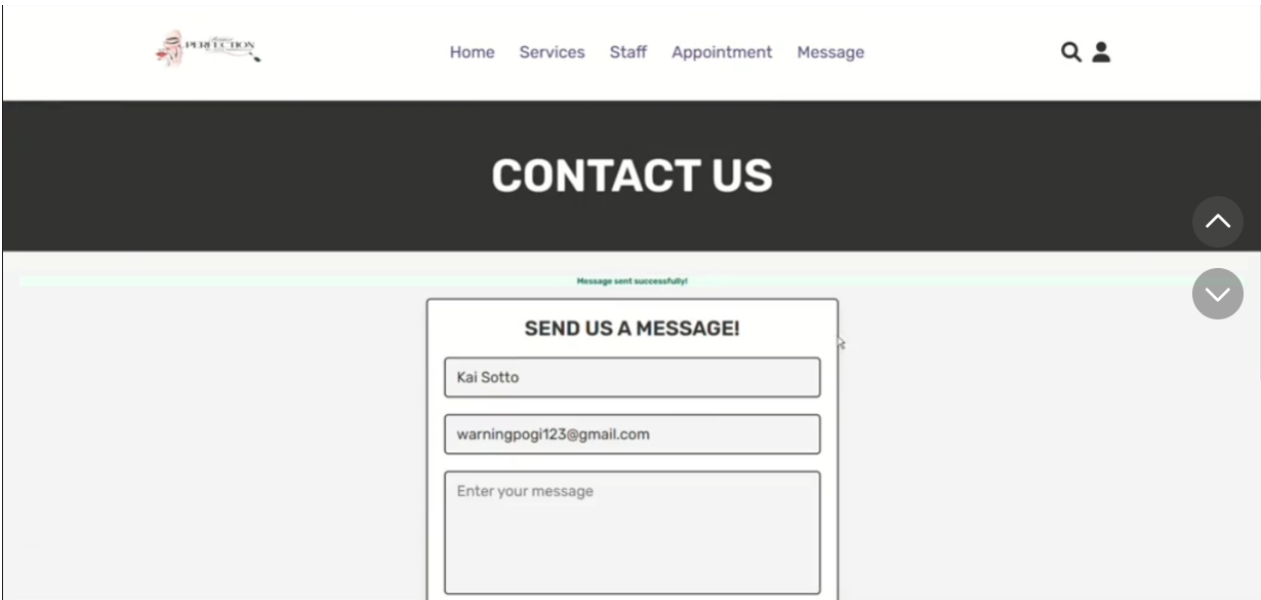 PERFECTION
Home Services Staff Appointment Message
CONTACT US
Message sent successfully!
SEND US A MESSAGE!
Kai Sotto
warningpogi123@gmail.com
Enter your message